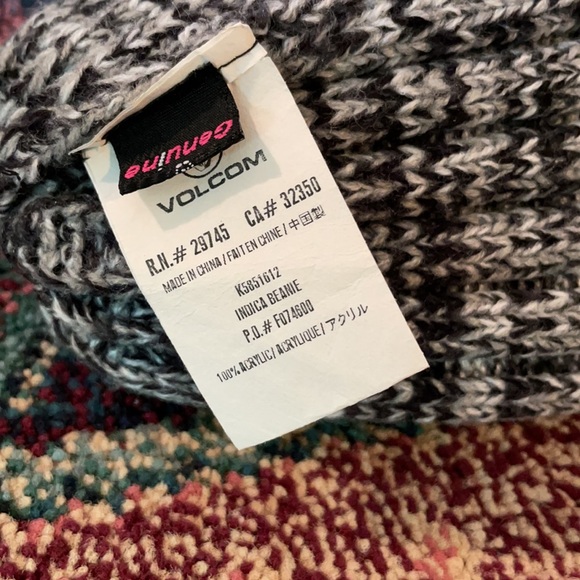 Genuine
VOLCOM
R.N.# 29745 CA# 32350
MADE IN CHINA / FAIT EN CHINE / 中国製
K5851612
INDICA BEANIE
P.O.# F074600
100% ACRYLIC / ACRYLIQUE / アクリル